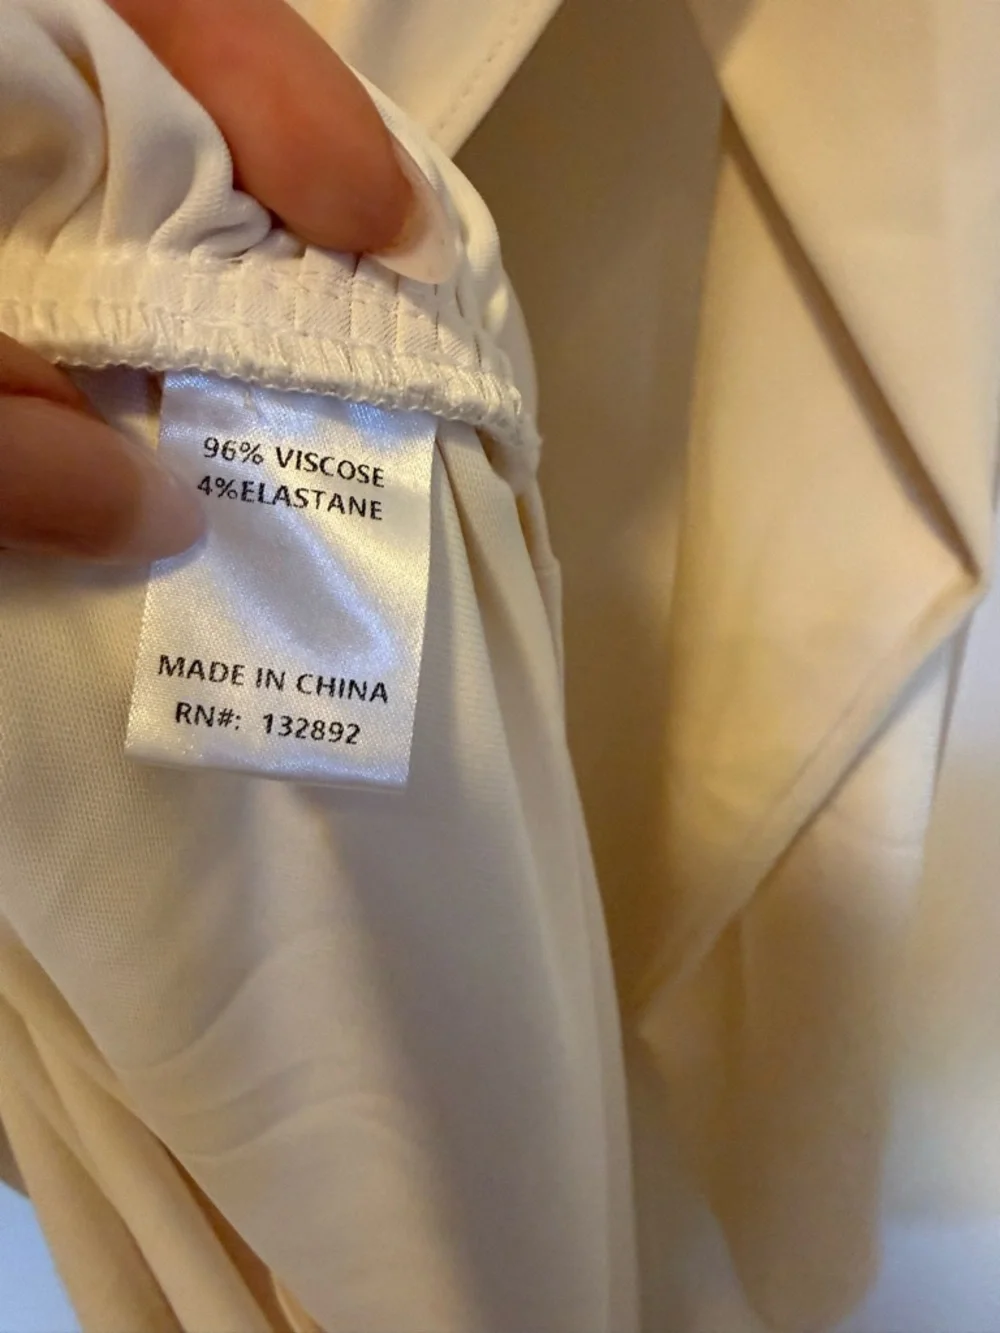 96% VISCOSE
4%ELASTANE
MADE IN CHINA
RN#: 132892